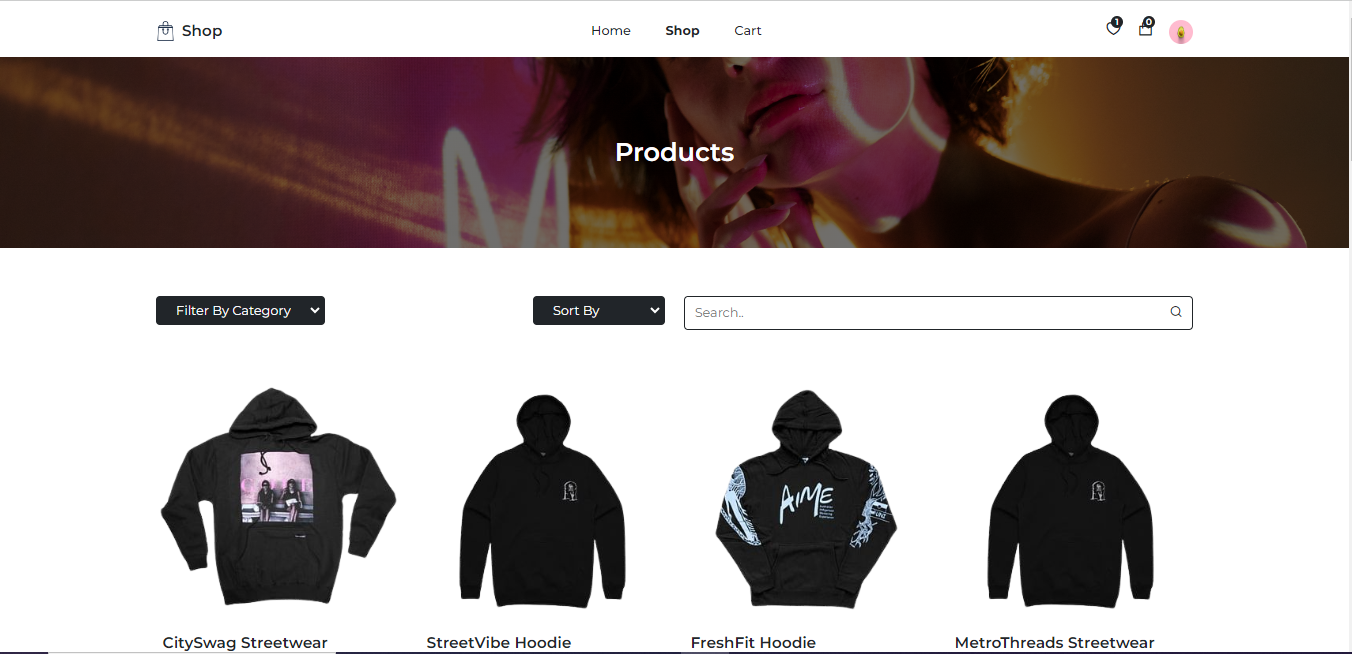 Shop
Home Shop Cart
1 0
Products
Filter By Category
Sort By
Search..
AIME
CitySwag Streetwear
StreetVibe Hoodie
FreshFit Hoodie
MetroThreads Streetwear